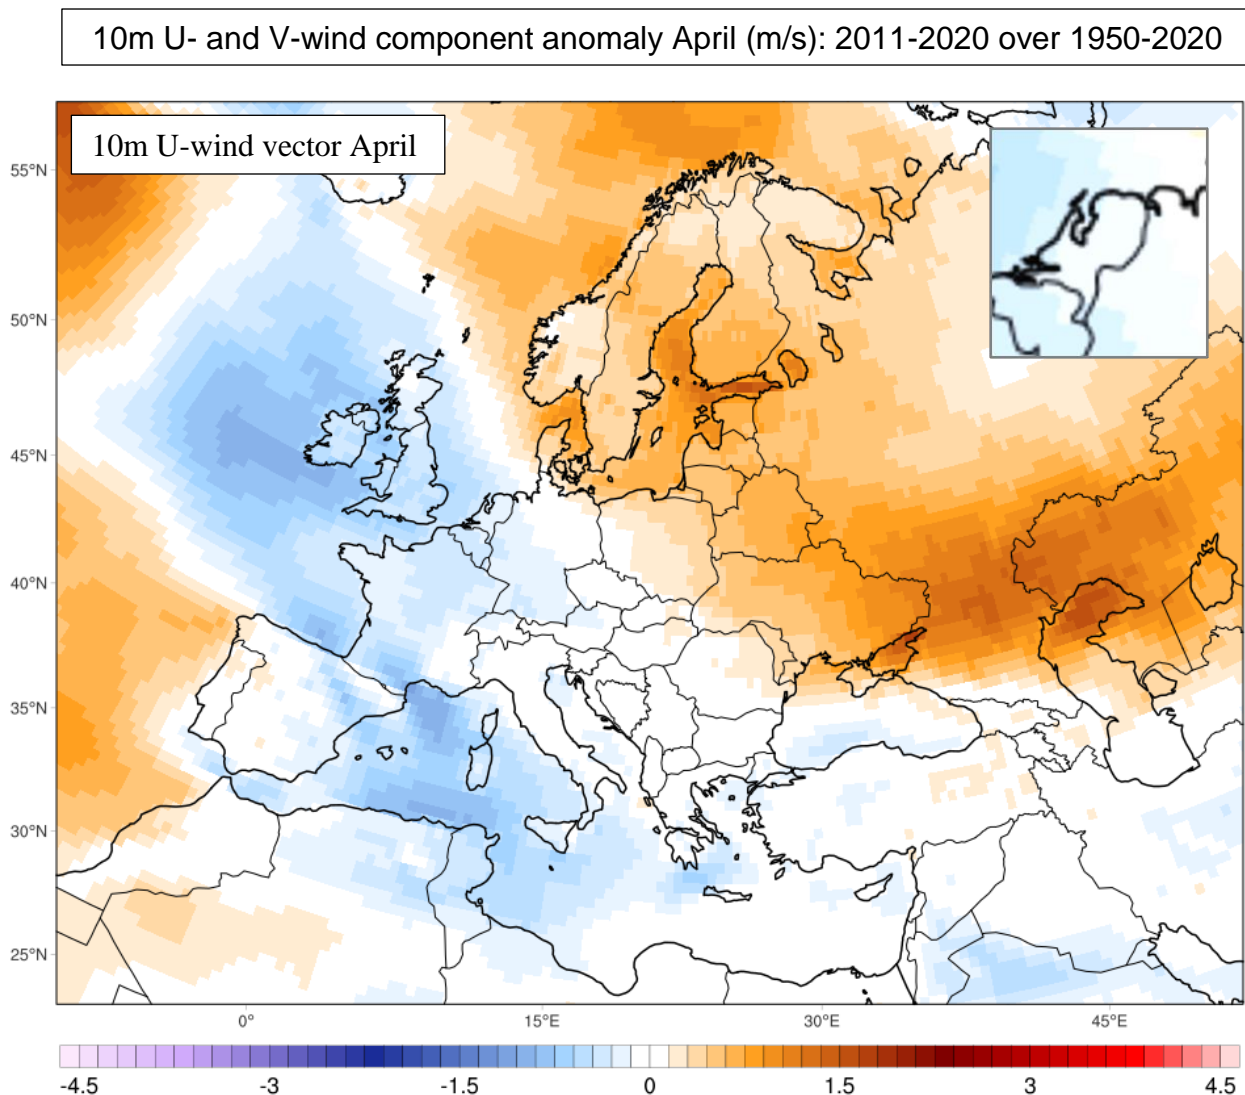 10m U- and V-wind component anomaly April (m/s): 2011-2020 over 1950-2020
10m U-wind vector April
55°N
50°N
45°N
40°N
35°N
30°N
25°N
0°
15°E
30°E
45°E
-4.5
-3
-1.5
0
1.5
3
4.5